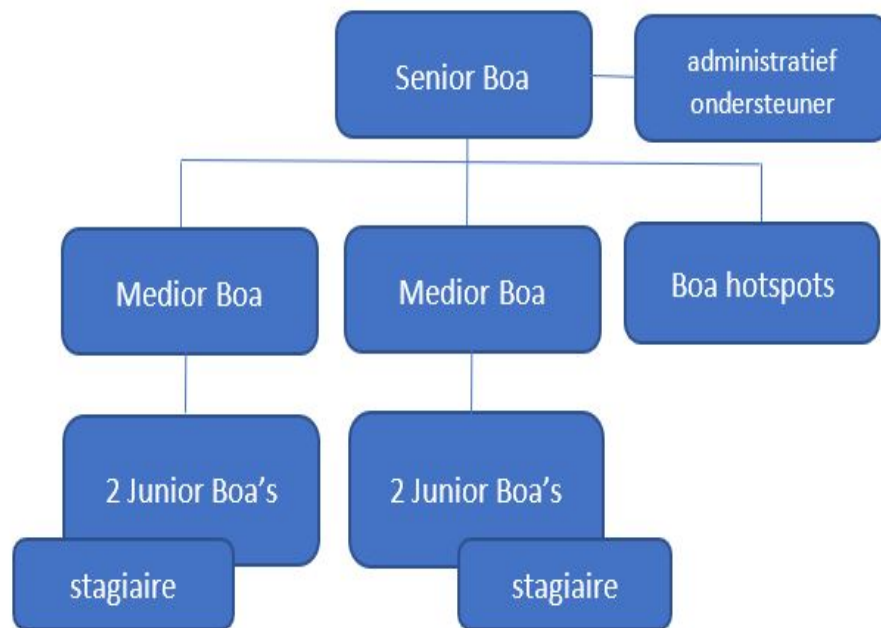 Senior Boa
administratief
ondersteuner
Medior Boa
Medior Boa
Boa hotspots
2 Junior Boa’s
2 Junior Boa’s
stagiaire
stagiaire